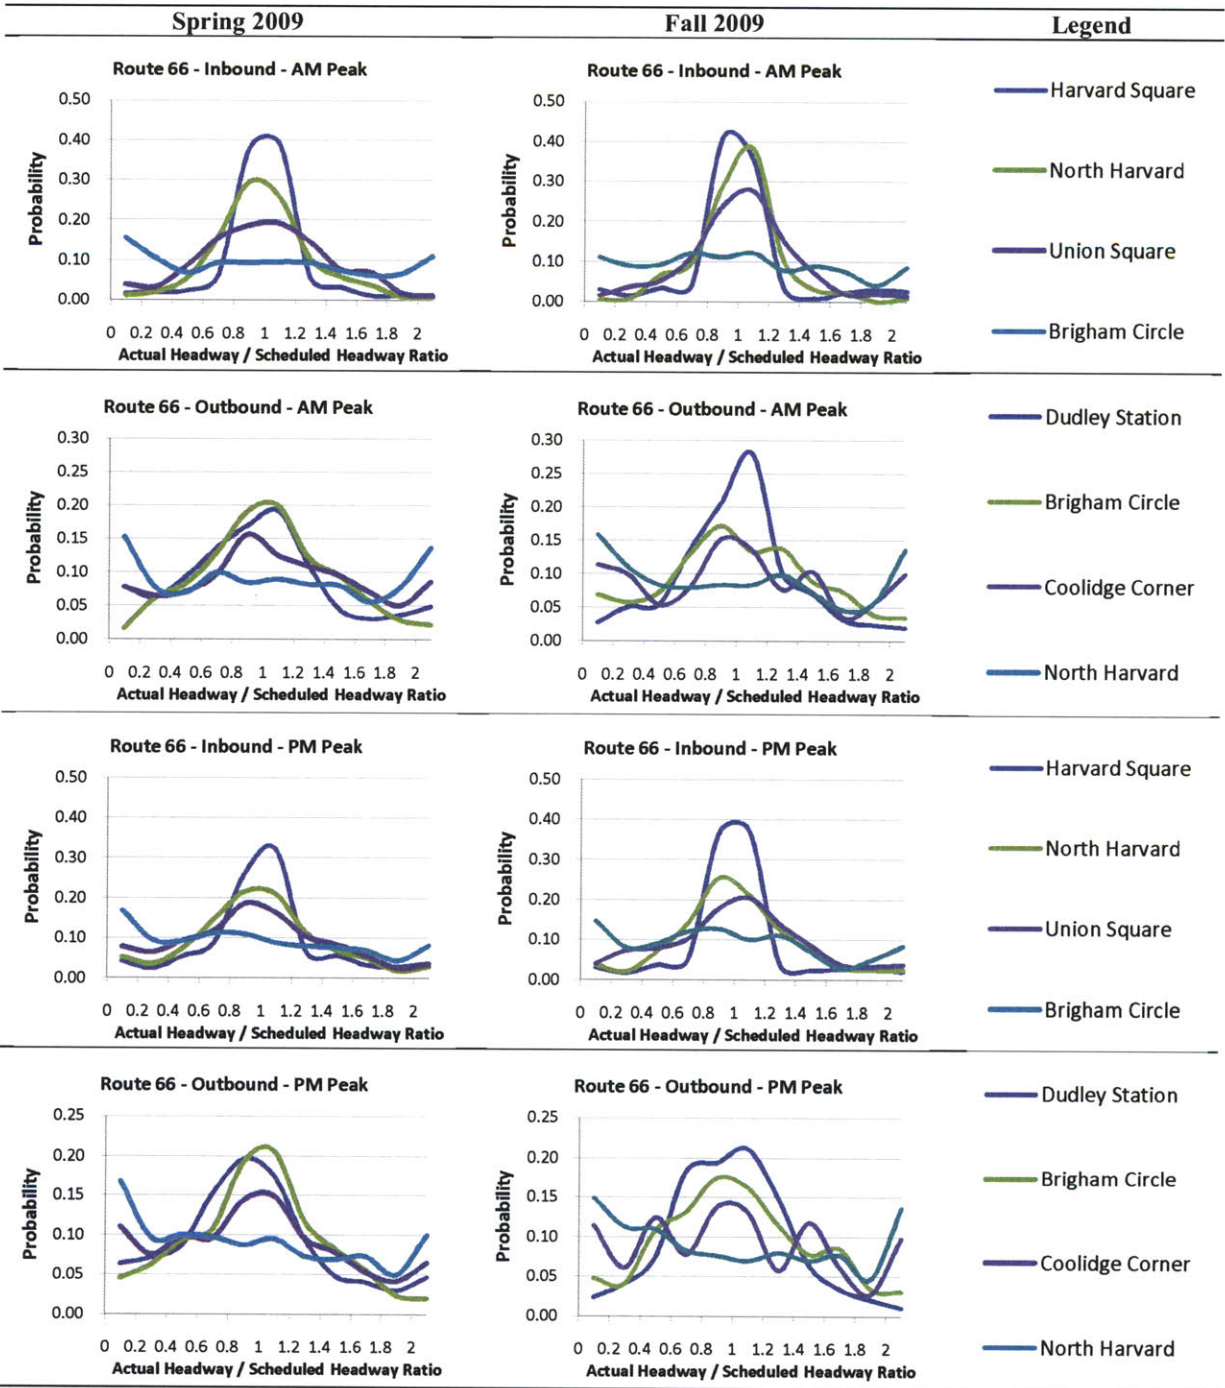 Spring 2009 Fall 2009 Legend
Route 66 - Inbound - AM Peak
Probability
0.50
0.40
0.30
0.20
0.10
0.00
0 0.2 0.4 0.6 0.8 1 1.2 1.4 1.6 1.8 2
Actual Headway / Scheduled Headway Ratio
Route 66 - Inbound - AM Peak
Probability
0.50
0.40
0.30
0.20
0.10
0.00
0 0.2 0.4 0.6 0.8 1 1.2 1.4 1.6 1.8 2
Actual Headway / Scheduled Headway Ratio
Harvard Square
North Harvard
Union Square
Brigham Circle
Route 66 - Outbound - AM Peak
Probability
0.30
0.25
0.20
0.15
0.10
0.05
0.00
0 0.2 0.4 0.6 0.8 1 1.2 1.4 1.6 1.8 2
Actual Headway / Scheduled Headway Ratio
Route 66 - Outbound - AM Peak
Probability
0.30
0.25
0.20
0.15
0.10
0.05
0.00
0 0.2 0.4 0.6 0.8 1 1.2 1.4 1.6 1.8 2
Actual Headway / Scheduled Headway Ratio
Dudley Station
Brigham Circle
Coolidge Corner
North Harvard
Route 66 - Inbound - PM Peak
Probability
0.50
0.40
0.30
0.20
0.10
0.00
0 0.2 0.4 0.6 0.8 1 1.2 1.4 1.6 1.8 2
Actual Headway / Scheduled Headway Ratio
Route 66 - Inbound - PM Peak
Probability
0.50
0.40
0.30
0.20
0.10
0.00
0 0.2 0.4 0.6 0.8 1 1.2 1.4 1.6 1.8 2
Actual Headway / Scheduled Headway Ratio
Harvard Square
North Harvard
Union Square
Brigham Circle
Route 66 - Outbound - PM Peak
Probability
0.25
0.20
0.15
0.10
0.05
0.00
0 0.2 0.4 0.6 0.8 1 1.2 1.4 1.6 1.8 2
Actual Headway / Scheduled Headway Ratio
Route 66 - Outbound - PM Peak
Probability
0.25
0.20
0.15
0.10
0.05
0.00
0 0.2 0.4 0.6 0.8 1 1.2 1.4 1.6 1.8 2
Actual Headway / Scheduled Headway Ratio
Dudley Station
Brigham Circle
Coolidge Corner
North Harvard